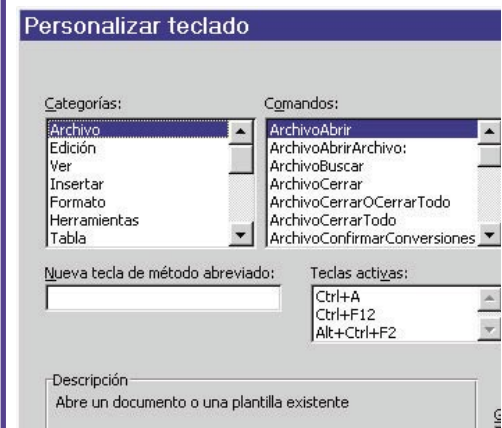 Personalizar teclado
Categorías:
Archivo
Edición
Ver
Insertar
Formato
Herramientas
Tabla
Comandos:
ArchivoAbrir
ArchivoAbrirArchivo:
ArchivoBuscar
ArchivoCerrar
ArchivoCerrarOCerrarTodo
ArchivoCerrarTodo
ArchivoConfirmarConversiones
Nueva tecla de método abreviado:
Teclas activas:
Ctrl+A
Ctrl+F12
Alt+Ctrl+F2
Descripción
Abre un documento o una plantilla existente